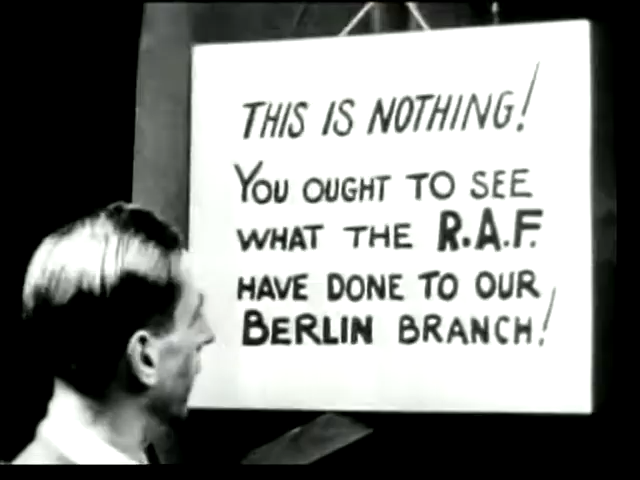 THIS IS NOTHING!
YOU OUGHT TO SEE
WHAT THE R.A.F.
HAVE DONE TO OUR
BERLIN BRANCH!